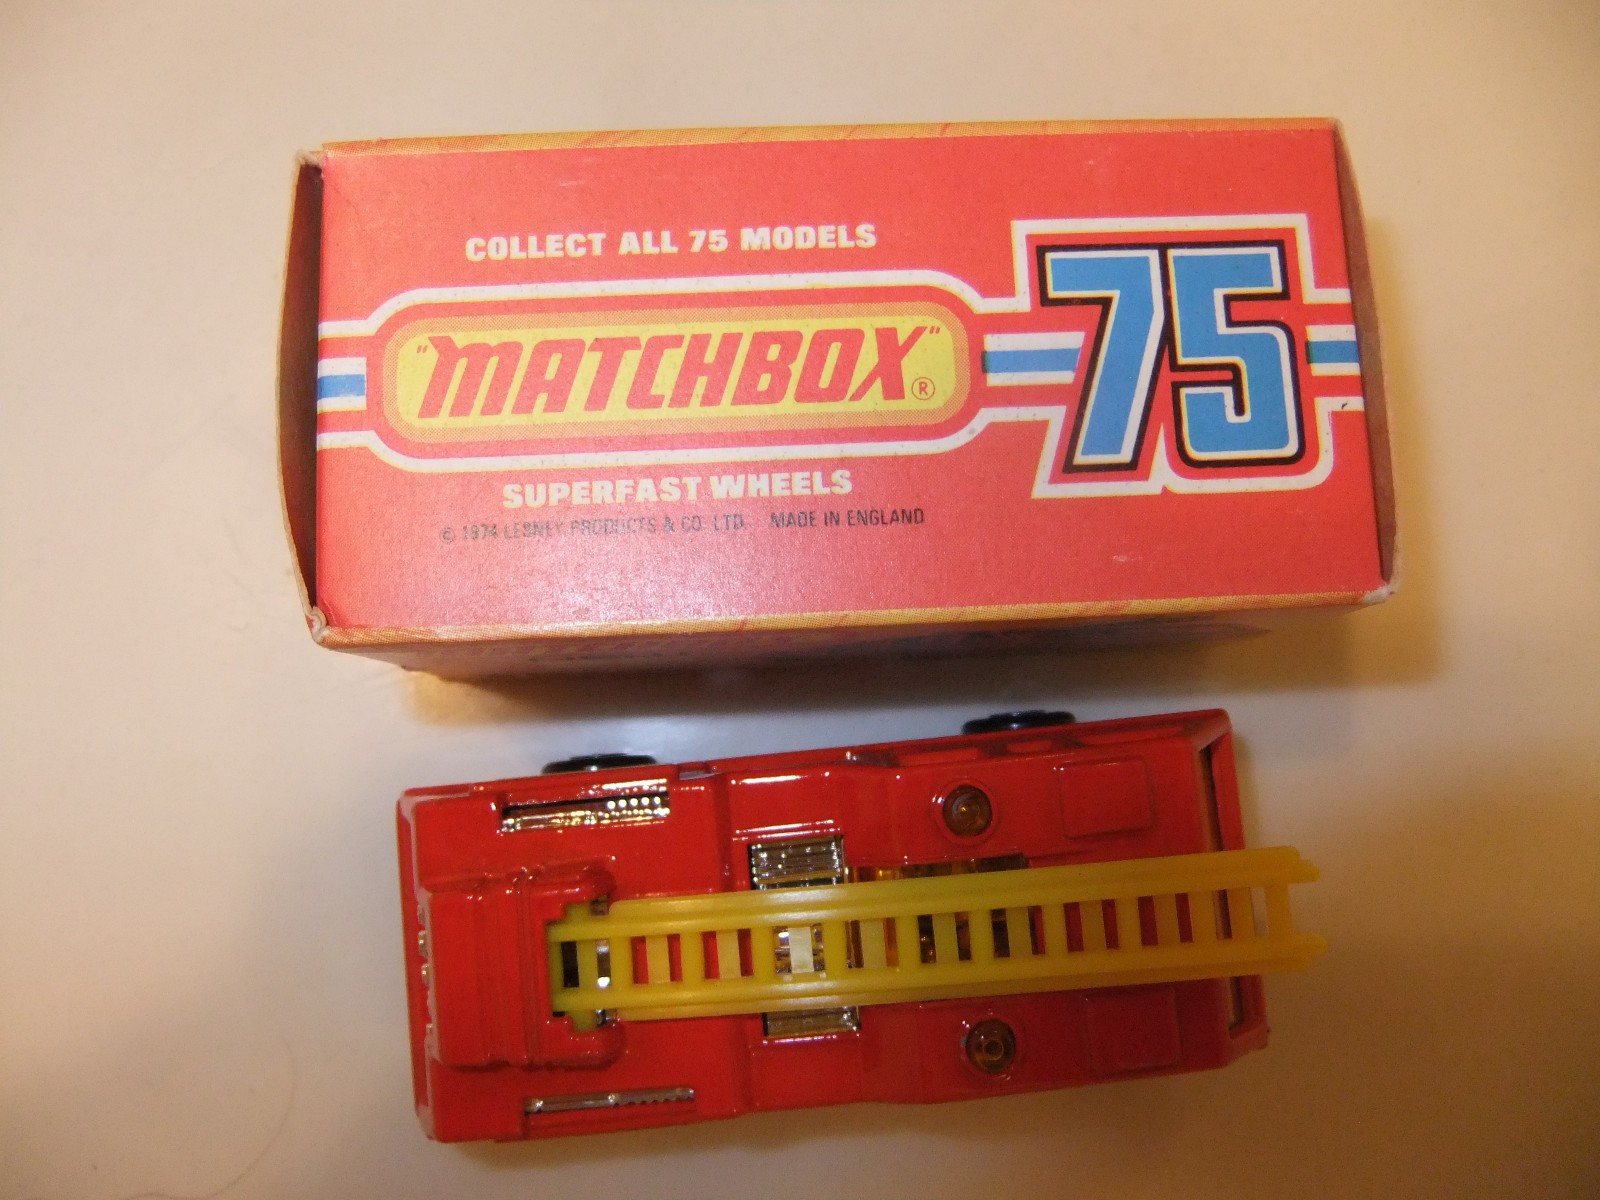 COLLECT ALL 75 MODELS
"MATCHBOX"® 75
SUPERFAST WHEELS
© 1974 LESNEY PRODUCTS & CO. LTD. MADE IN ENGLAND